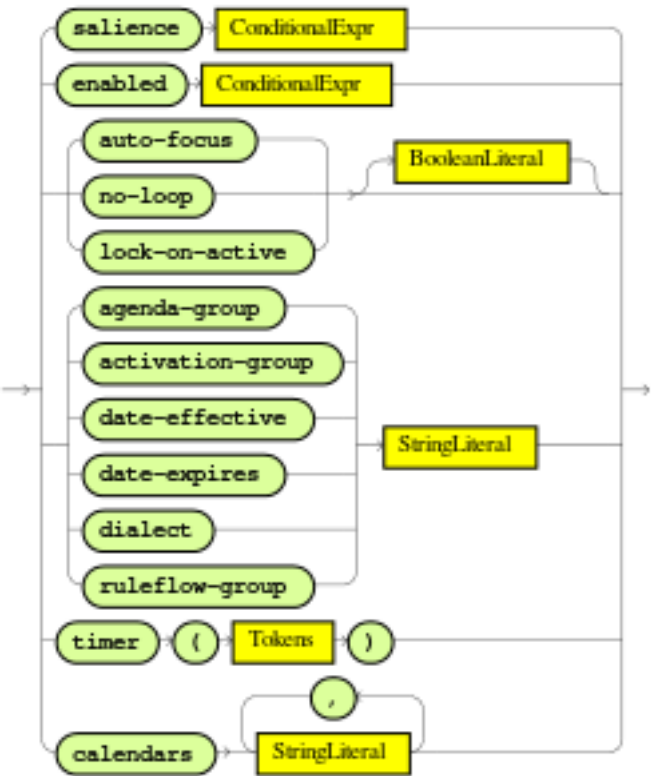 salience ConditionalExpr
enabled ConditionalExpr
auto-focus
BooleanLiteral
no-loop
lock-on-active
agenda-group
activation-group
date-effective
StringLiteral
date-expires
dialect
ruleflow-group
timer ( Tokens )
,
calendars StringLiteral